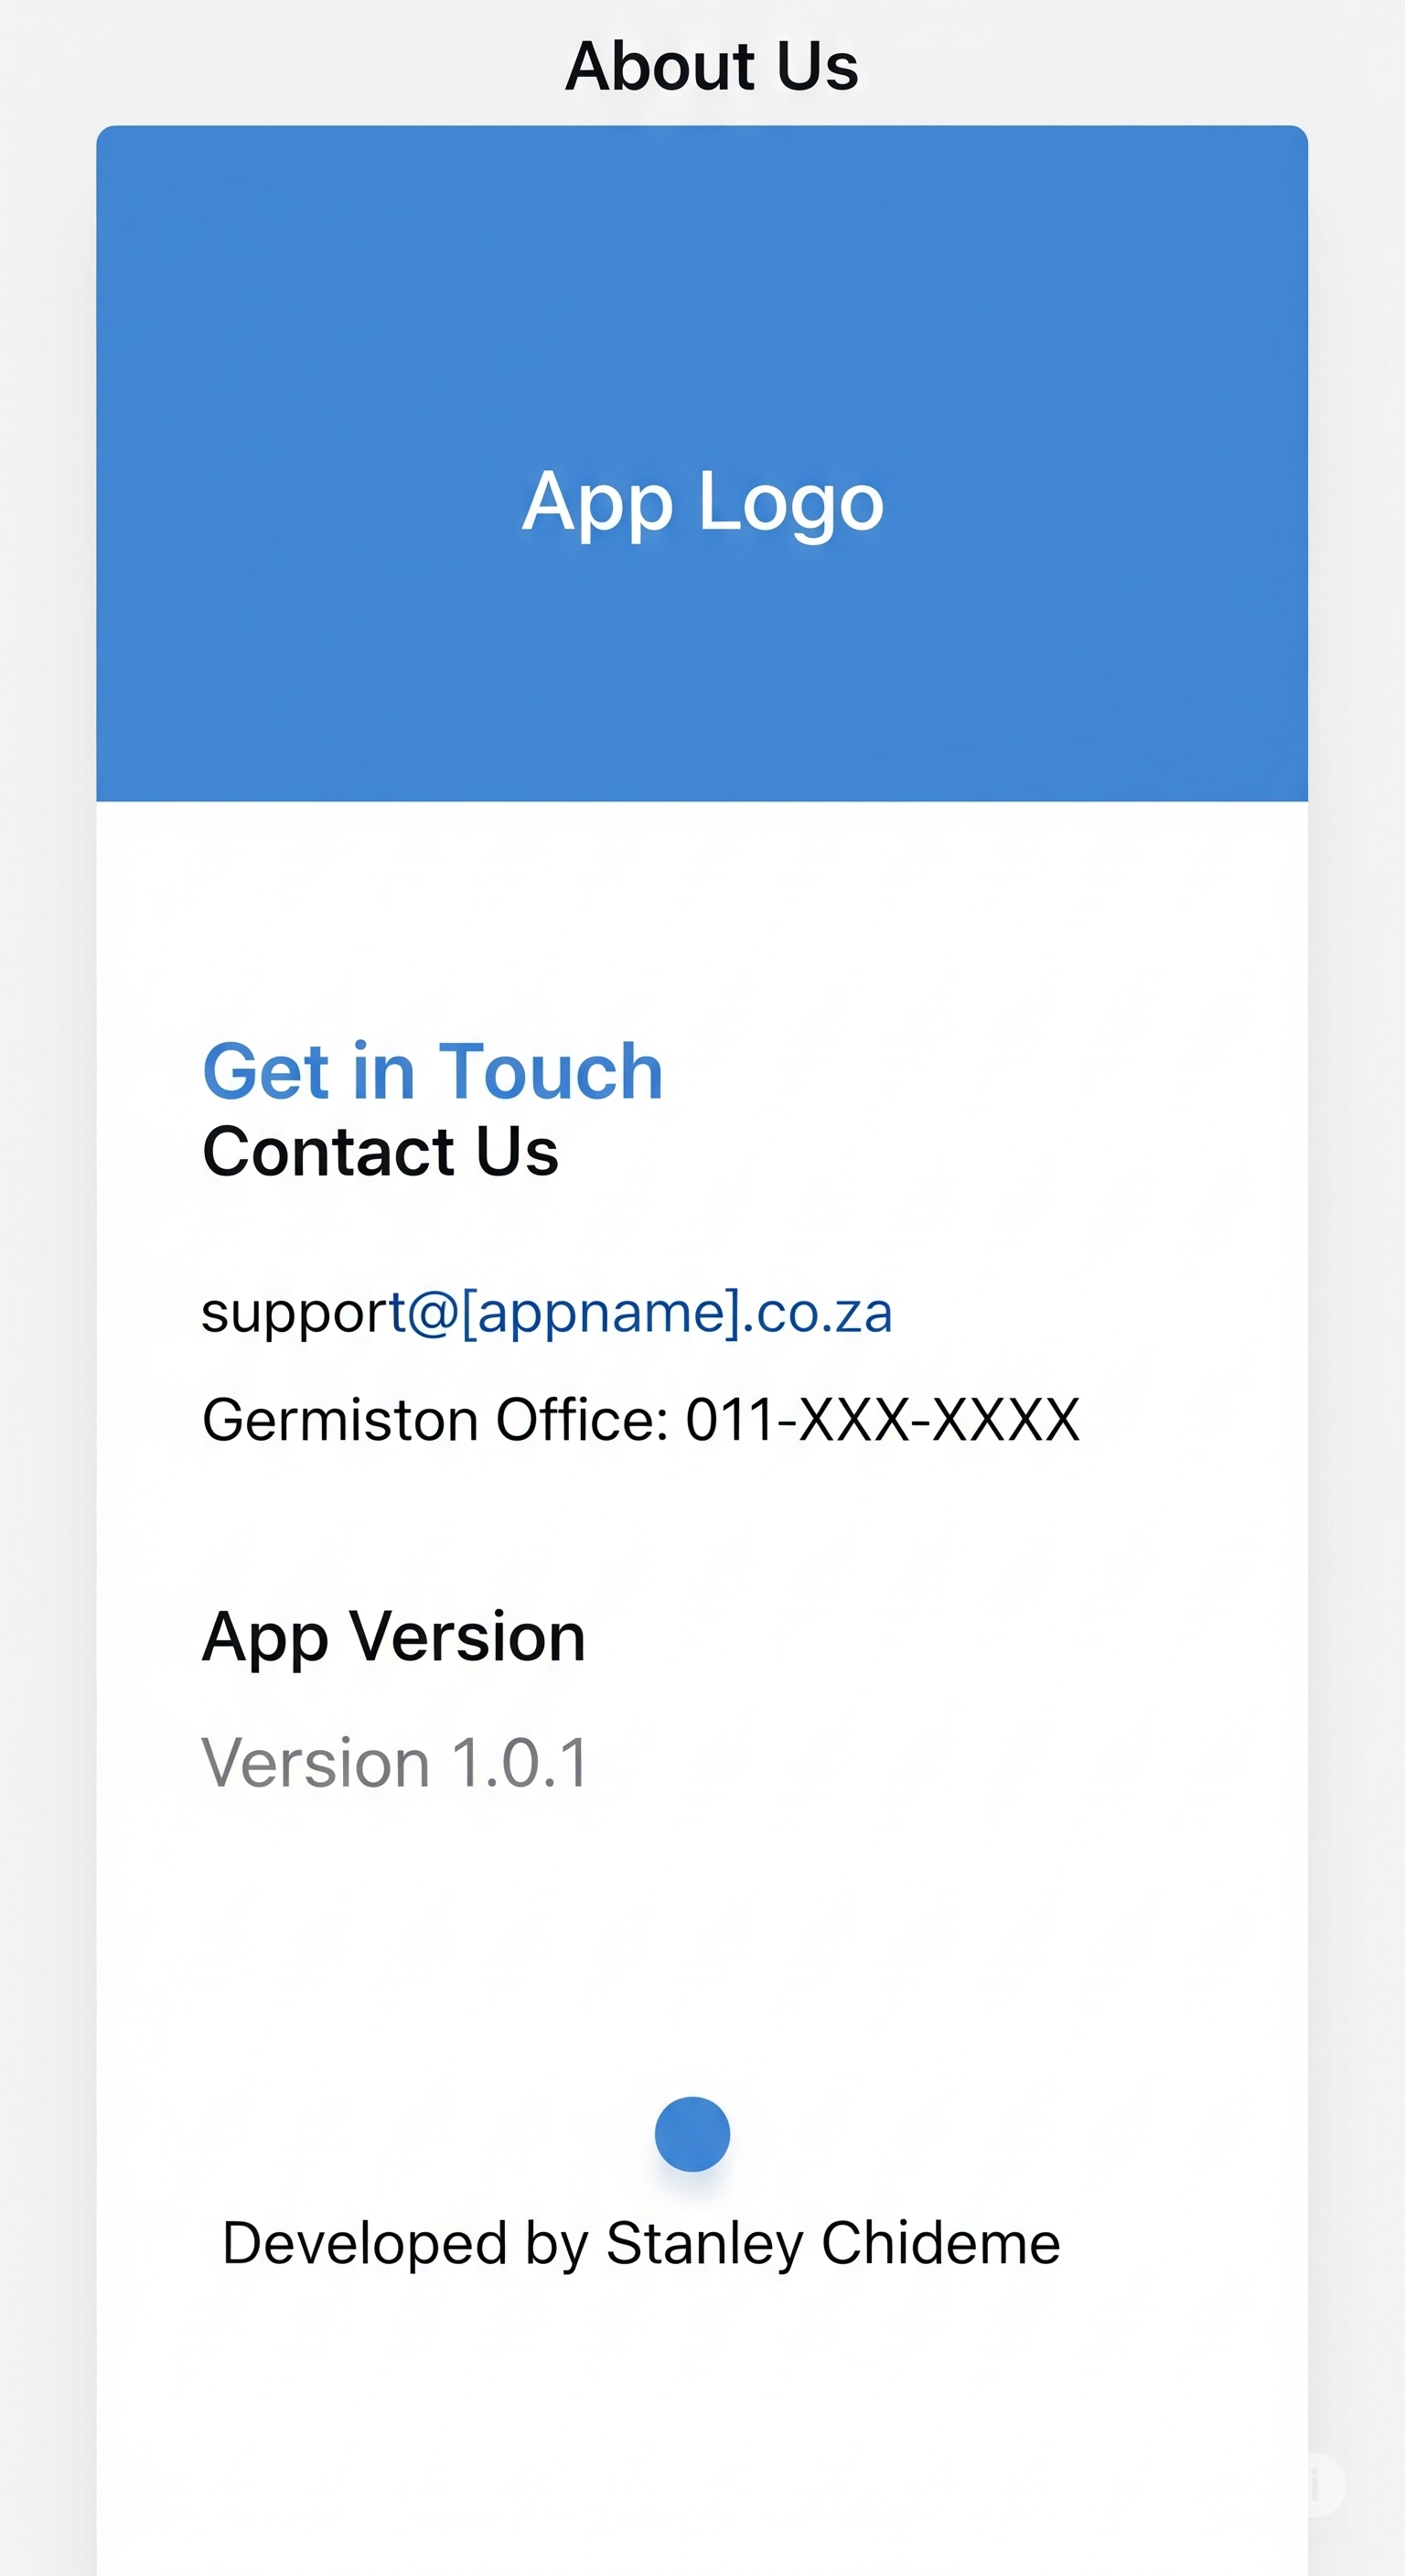 About Us
App Logo
Get in Touch
Contact Us
support@[appname].co.za
Germiston Office: 011-XXX-XXXX
App Version
Version 1.0.1
Developed by Stanley Chideme
i